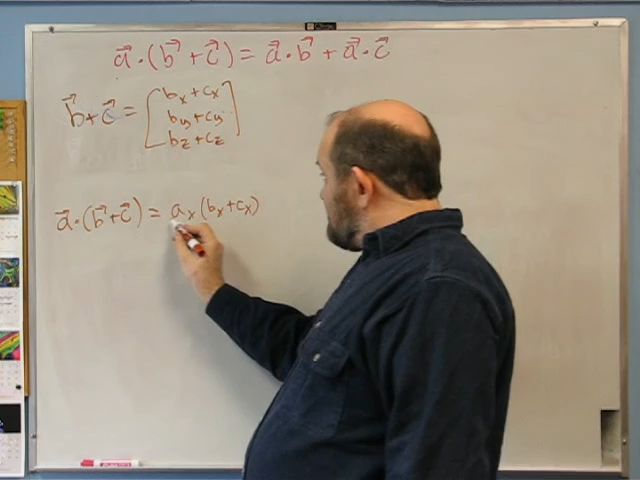 a⃗ · (b⃗ + c⃗) = a⃗ · b⃗ + a⃗ · c⃗
b⃗ + c⃗ = [bx + cx
by + cy
bz + cz]
a⃗ · (b⃗ + c⃗) = ax (bx + cx)